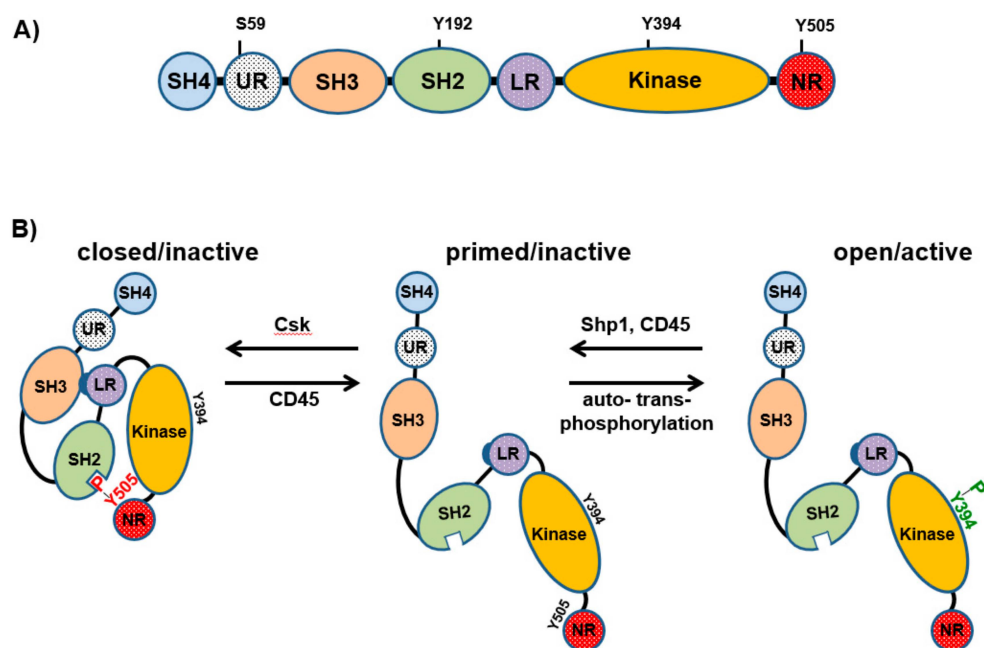 A)
S59 Y192 Y394 Y505
SH4 UR SH3 SH2 LR Kinase NR
B)
closed/inactive primed/inactive open/active
SH4 SH4 SH4
Csk Shp1, CD45
UR UR UR
CD45 auto- trans-
phosphorylation
SH3 LR Y394 SH3 SH3
Kinase
SH2 LR LR
P P
Y505 SH2 Y394 SH2 Y394
NR Kinase Kinase
Y505
NR NR